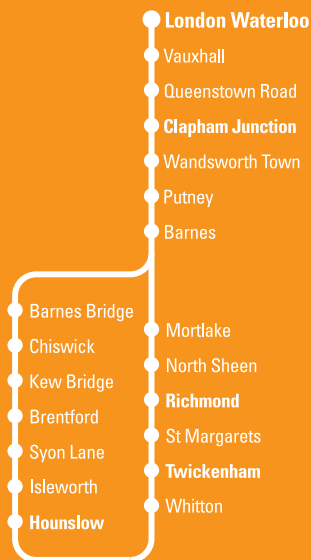 London Waterloo
Vauxhall
Queenstown Road
Clapham Junction
Wandsworth Town
Putney
Barnes
Barnes Bridge
Chiswick
Kew Bridge
Brentford
Syon Lane
Isleworth
Hounslow
Mortlake
North Sheen
Richmond
St Margarets
Twickenham
Whitton